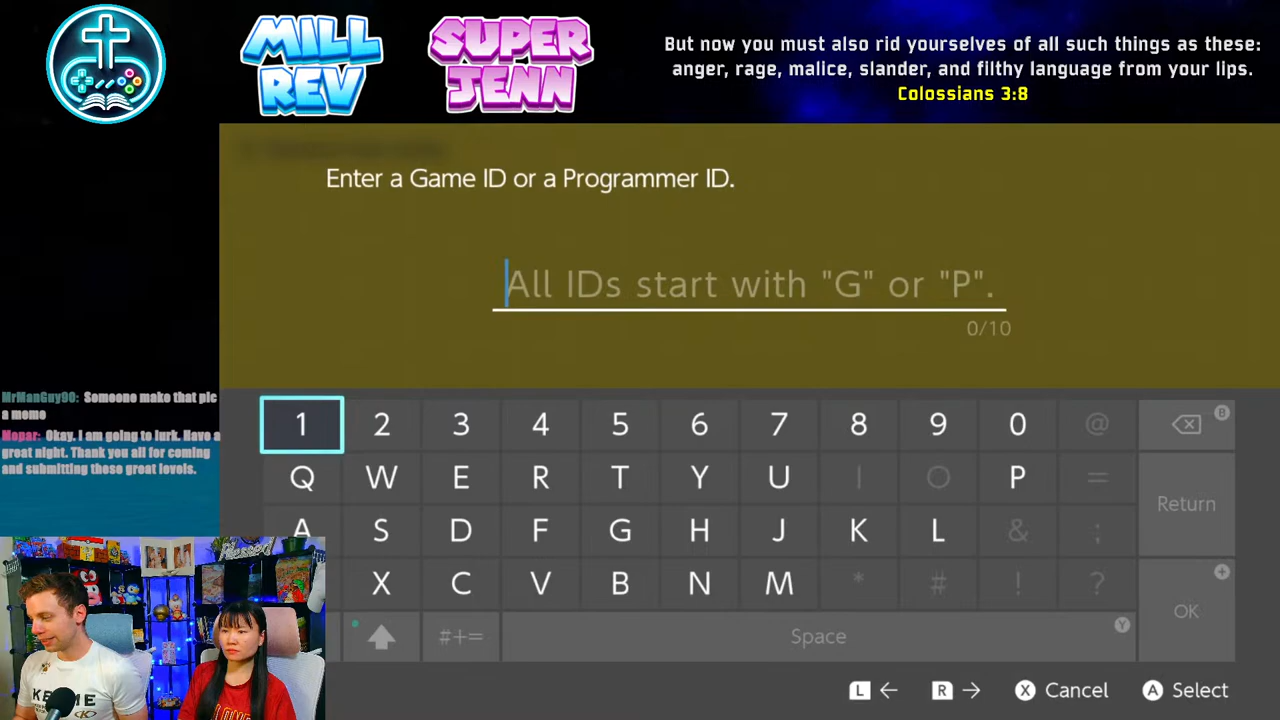 MILL
REV
SUPER
JENN
But now you must also rid yourselves of all such things as these:
anger, rage, malice, slander, and filthy language from your lips.
Colossians 3:8
Enter a Game ID or a Programmer ID.
All IDs start with "G" or "P".
0/10
MrManGuy90: Someone make that pic
a meme
Mopar: Okay. I am going to lurk. Have a
great night. Thank you all for coming
and submitting those great levels.
1 2 3 4 5 6 7 8 9 0 @ B
Q W E R T Y U I O P =
Return
A S D F G H J K L & ;
X C V B N M * # ! ? +
OK
#+= Space Y
Blessed
L ← R → X Cancel A Select